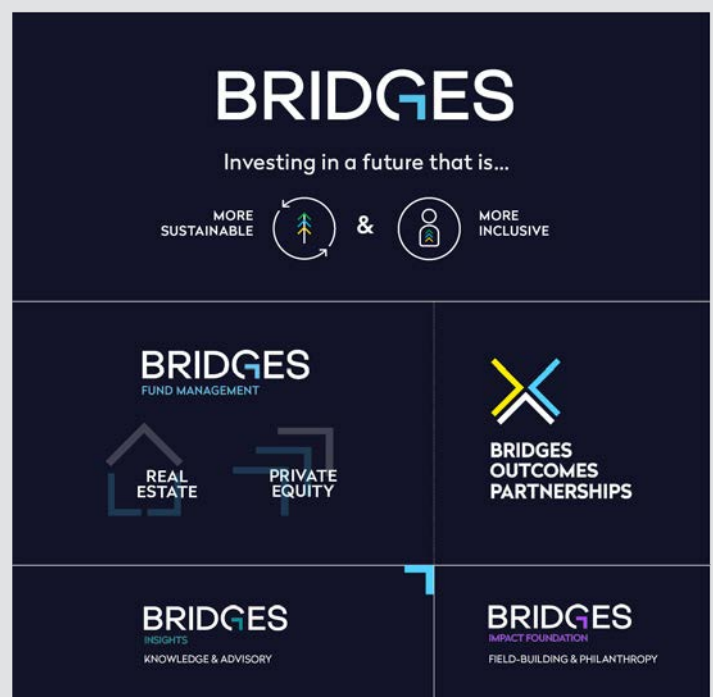 BRIDGES
Investing in a future that is...
MORE
SUSTAINABLE
&
MORE
INCLUSIVE
BRIDGES
FUND MANAGEMENT
REAL
ESTATE
PRIVATE
EQUITY
BRIDGES
OUTCOMES
PARTNERSHIPS
BRIDGES
INSIGHTS
KNOWLEDGE & ADVISORY
BRIDGES
IMPACT FOUNDATION
FIELD-BUILDING & PHILANTHROPY